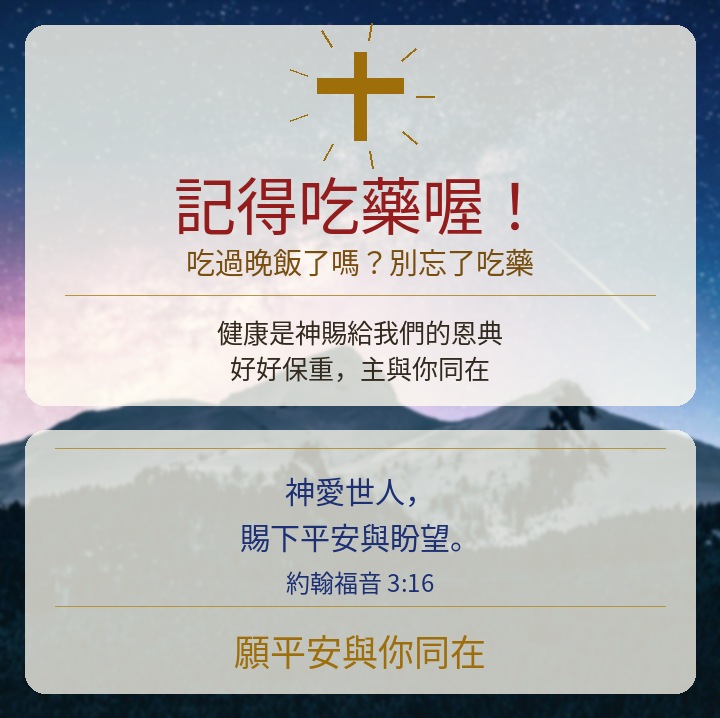 記得吃藥喔！
吃過晚飯了嗎？別忘了吃藥
健康是神賜給我們的恩典
好好保重，主與你同在
神愛世人，
賜下平安與盼望。
約翰福音 3:16
願平安與你同在